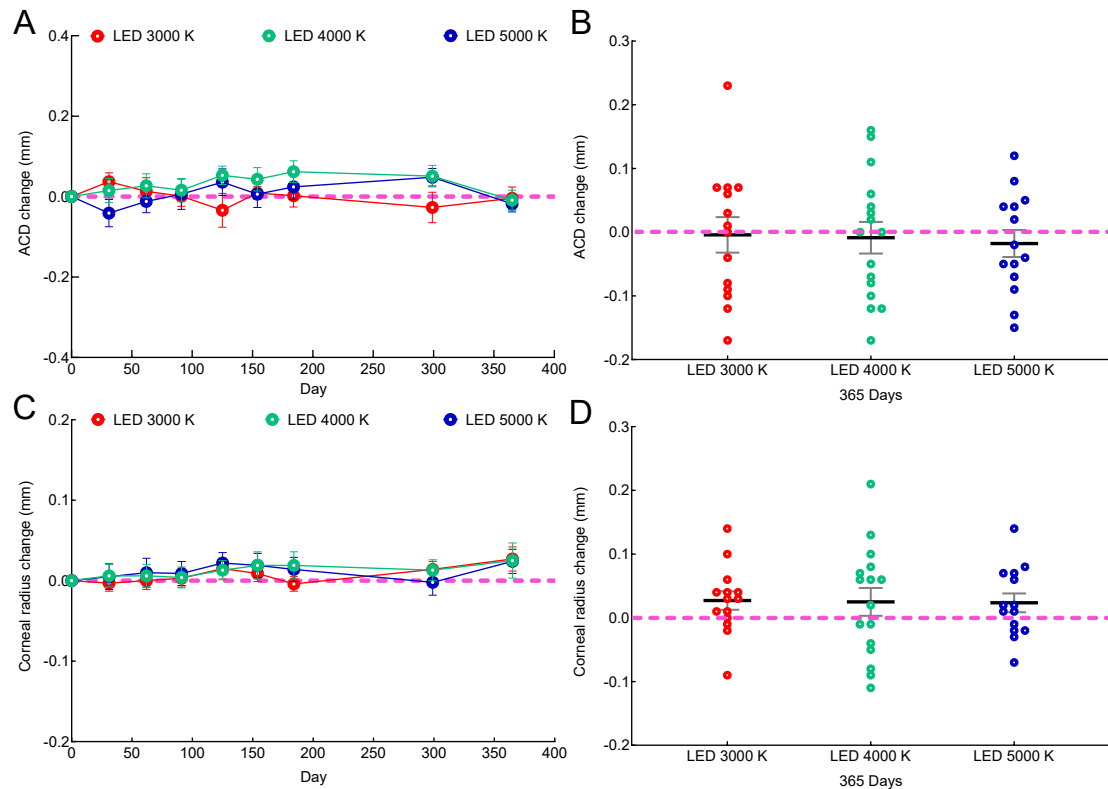 A
LED 3000 K LED 4000 K LED 5000 K
ACD change (mm)
0.4
0.2
0.0
-0.2
-0.4
0 50 100 150 200 250 300 350 400
Day
B
ACD change (mm)
0.3
0.2
0.1
0.0
-0.1
-0.2
LED 3000 K LED 4000 K LED 5000 K
365 Days
C
LED 3000 K LED 4000 K LED 5000 K
Corneal radius change (mm)
0.2
0.1
0.0
-0.1
-0.2
0 50 100 150 200 250 300 350 400
Day
D
Corneal radius change (mm)
0.3
0.2
0.1
0.0
-0.1
-0.2
LED 3000 K LED 4000 K LED 5000 K
365 Days